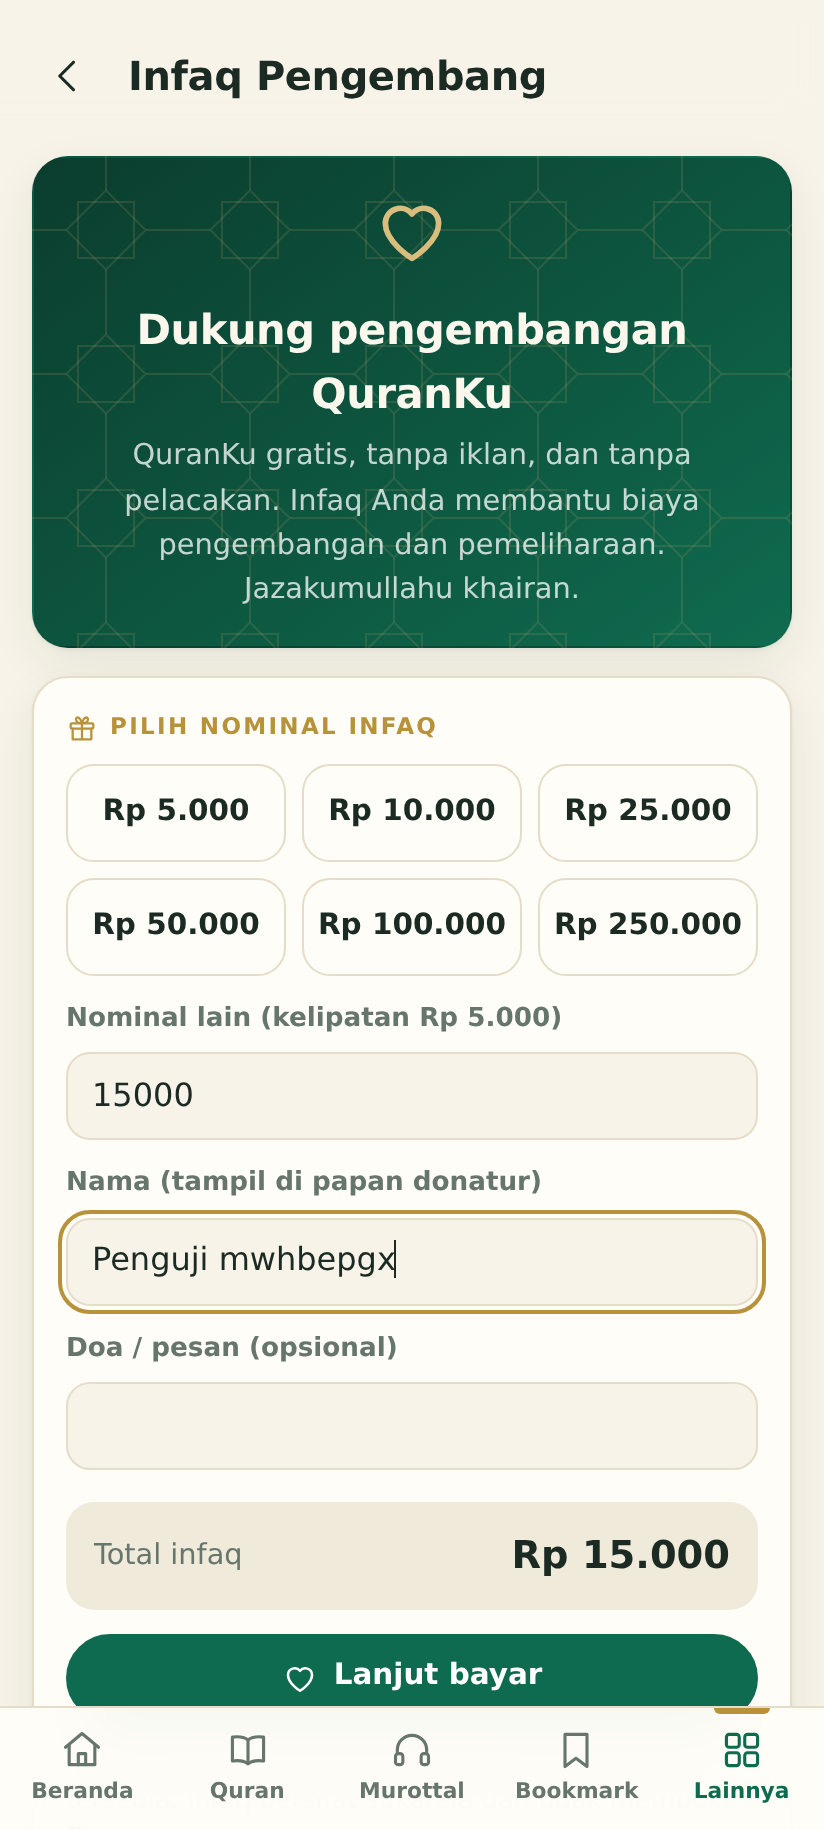 Infaq Pengembang
Dukung pengembangan
QuranKu
QuranKu gratis, tanpa iklan, dan tanpa
pelacakan. Infaq Anda membantu biaya
pengembangan dan pemeliharaan.
Jazakumullahu khairan.
PILIH NOMINAL INFAQ
Rp 5.000
Rp 10.000
Rp 25.000
Rp 50.000
Rp 100.000
Rp 250.000
Nominal lain (kelipatan Rp 5.000)
15000
Nama (tampil di papan donatur)
Penguji mwhbepgx
Doa / pesan (opsional)
Total infaq
Rp 15.000
Lanjut bayar
Beranda
Quran
Murottal
Bookmark
Lainnya